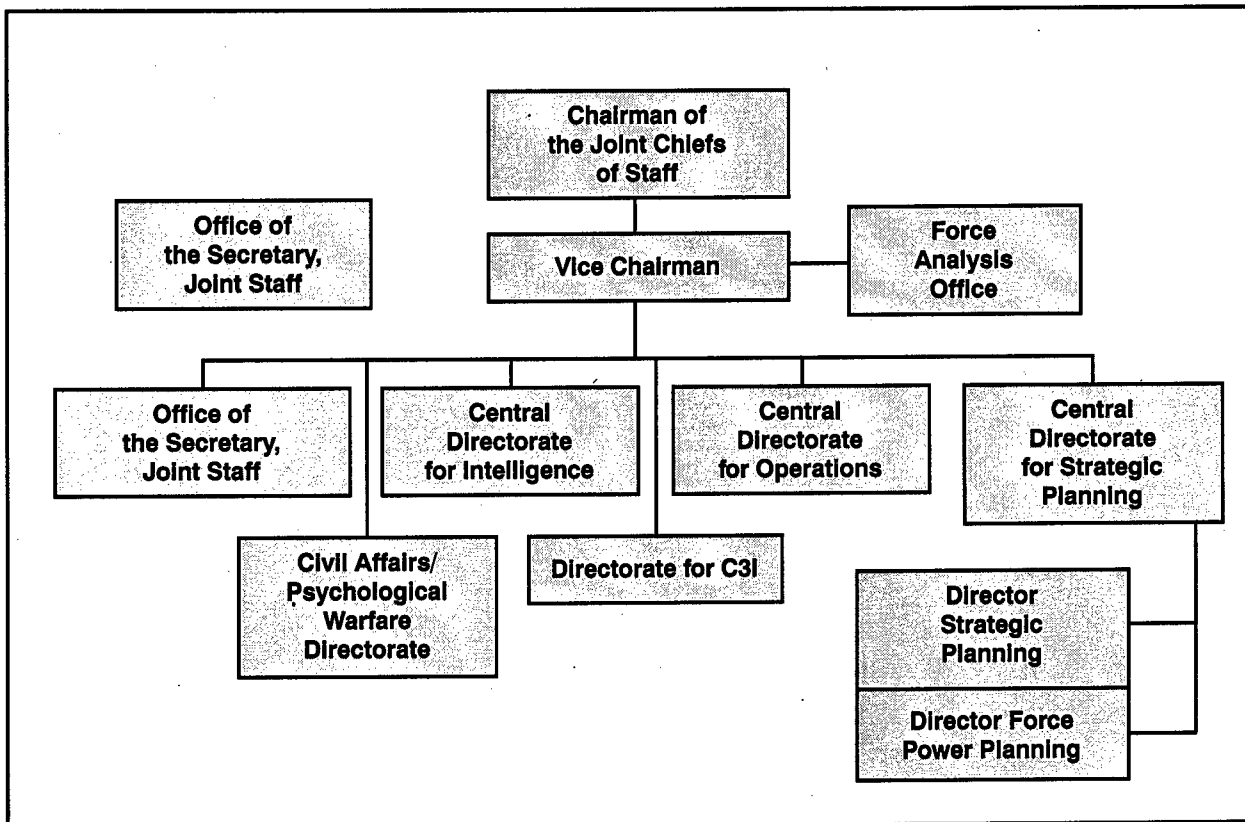 Chairman of
the Joint Chiefs
of Staff
Office of
the Secretary,
Joint Staff
Vice Chairman
Force
Analysis
Office
Office of
the Secretary,
Joint Staff
Central
Directorate
for Intelligence
Central
Directorate
for Operations
Central
Directorate
for Strategic
Planning
Civil Affairs/
Psychological
Warfare
Directorate
Directorate for C3I
Director
Strategic
Planning
Director Force
Power Planning